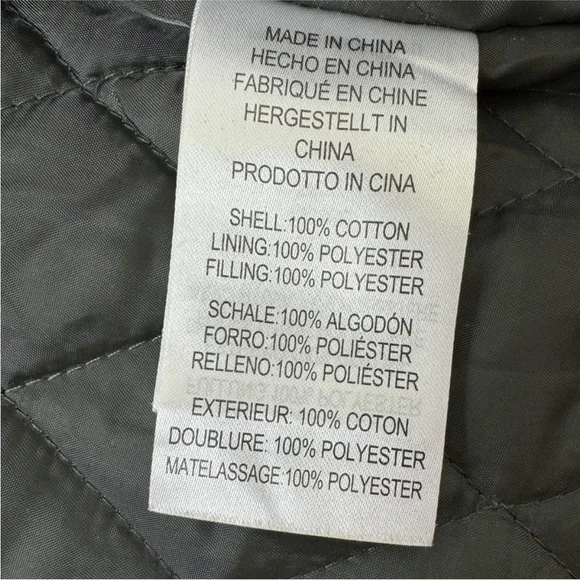 MADE IN CHINA
HECHO EN CHINA
FABRIQUÉ EN CHINE
HERGESTELLT IN
CHINA
PRODOTTO IN CINA
SHELL:100% COTTON
LINING:100% POLYESTER
FILLING:100% POLYESTER
SCHALE:100% ALGODÓN
FORRO:100% POLIÉSTER
RELLENO:100% POLIÉSTER
EXTERIEUR: 100% COTON
DOUBLURE: 100% POLYESTER
MATELASSAGE:100% POLYESTER